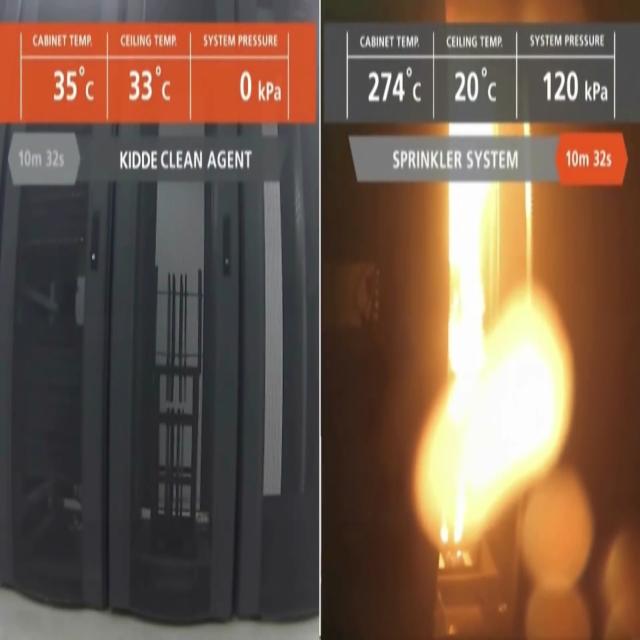 CABINET TEMP. CEILING TEMP. SYSTEM PRESSURE
35°C 33°C 0 kPa
10m 32s KIDDE CLEAN AGENT
CABINET TEMP. CEILING TEMP. SYSTEM PRESSURE
274°C 20°C 120 kPa
SPRINKLER SYSTEM 10m 32s